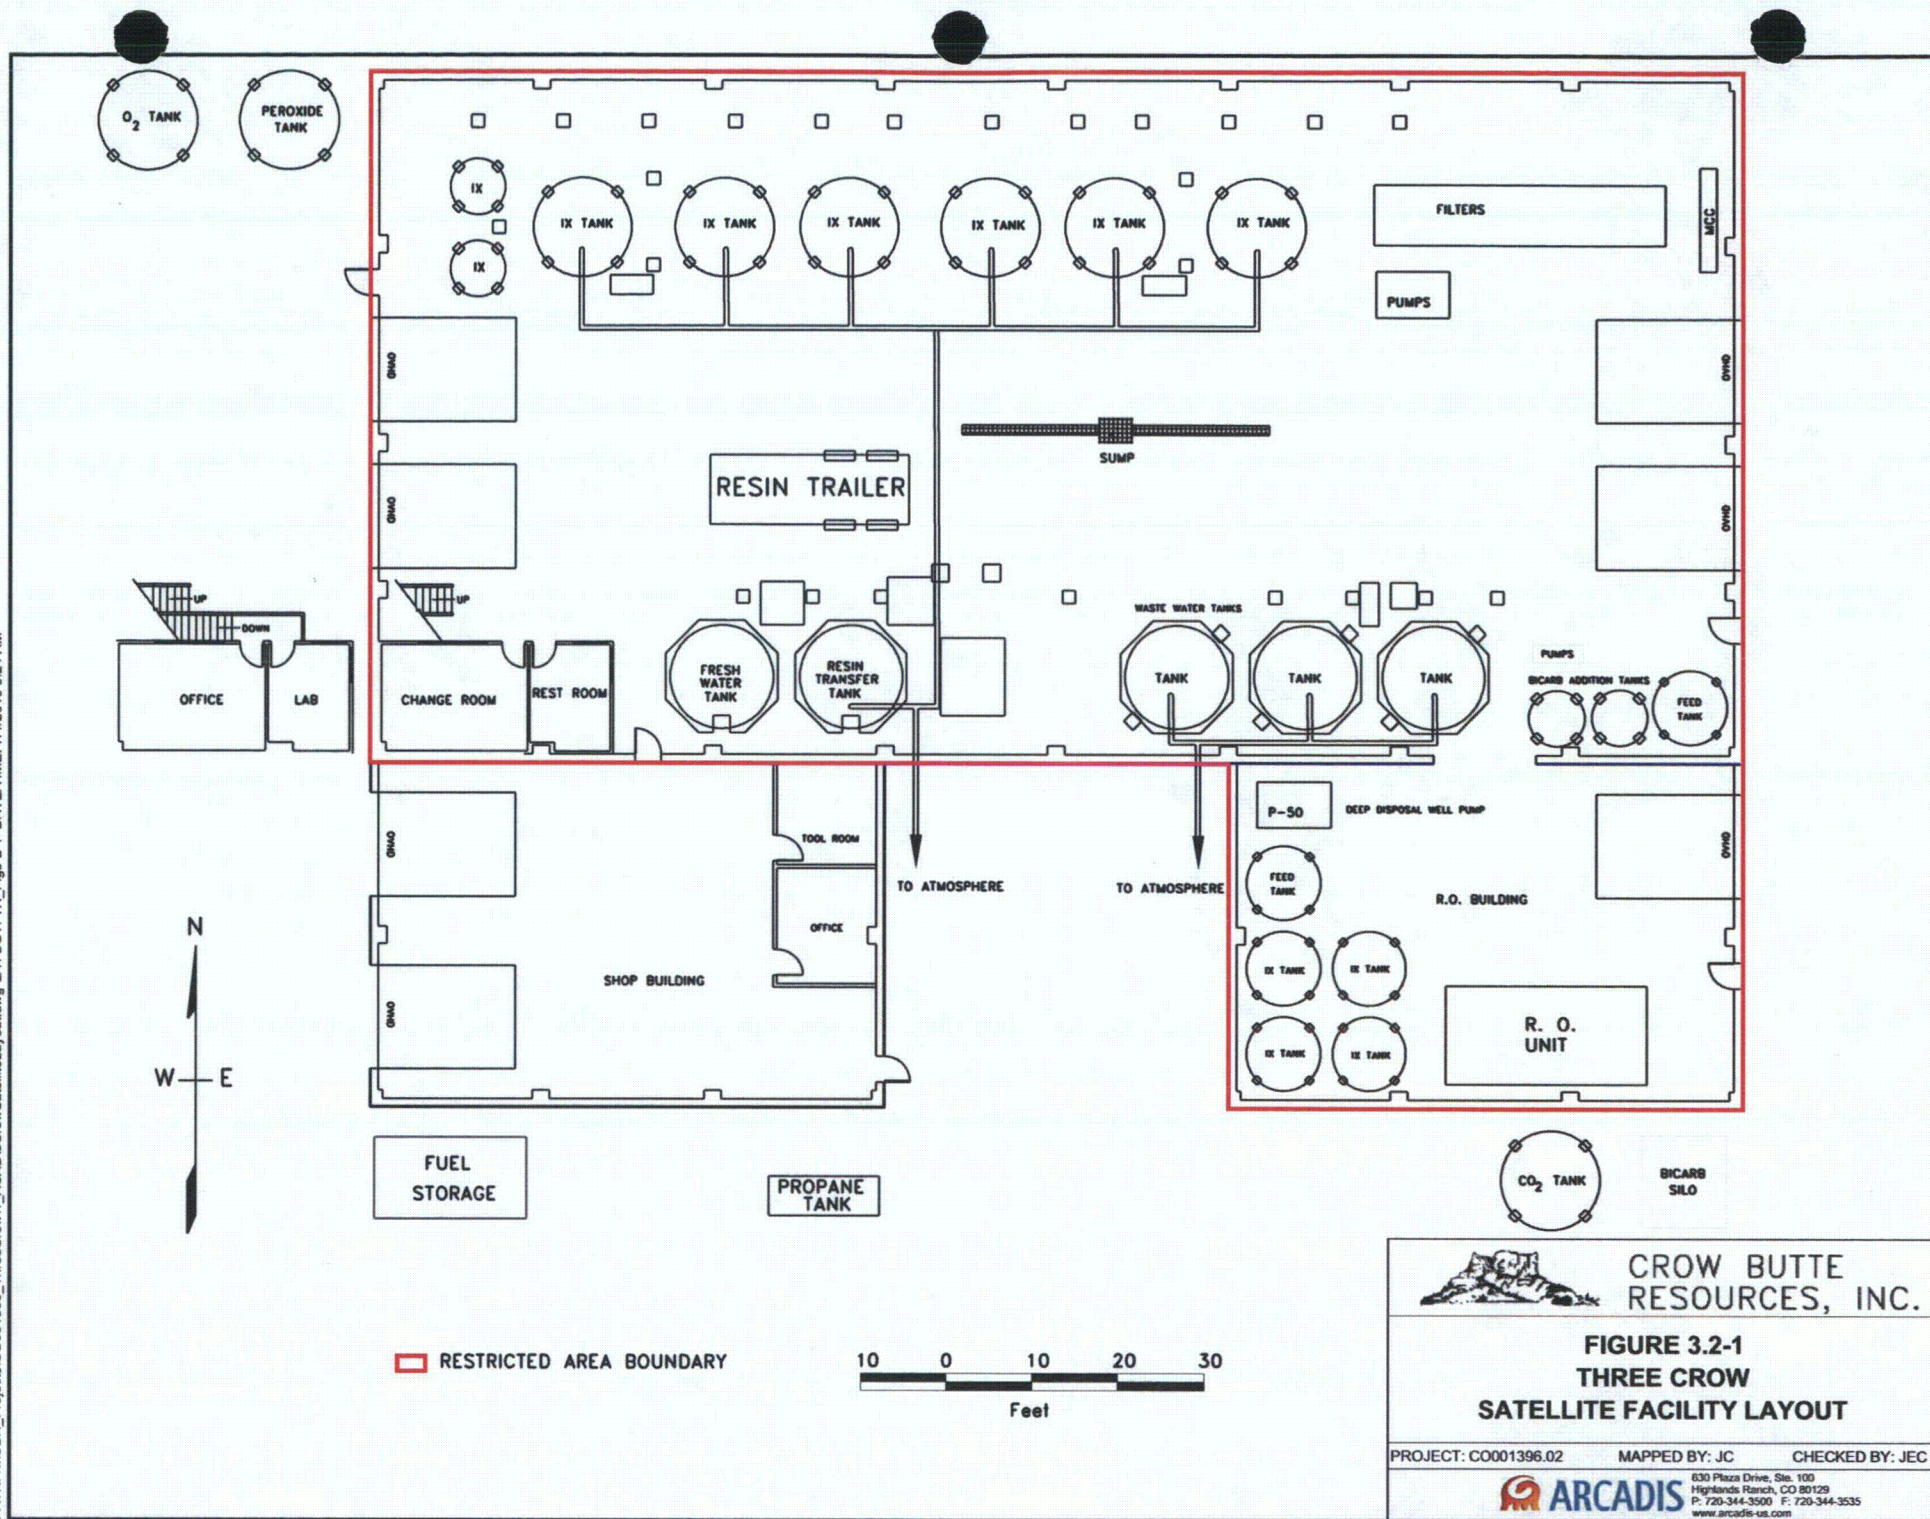 O2 TANK
PEROXIDE
TANK
IX
IX
IX TANK
IX TANK
IX TANK
IX TANK
IX TANK
IX TANK
FILTERS
MCC
PUMPS
OVHD
OVHD
OVHD
OVHD
SUMP
RESIN TRAILER
UP
DOWN
UP
OFFICE
LAB
CHANGE ROOM
REST ROOM
FRESH
WATER
TANK
RESIN
TRANSFER
TANK
WASTE WATER TANKS
TANK
TANK
TANK
PUMPS
BICARB ADDITION TANKS
FEED
TANK
OVHD
OVHD
TOOL ROOM
OFFICE
SHOP BUILDING
TO ATMOSPHERE
TO ATMOSPHERE
P-50
DEEP DISPOSAL WELL PUMP
FEED
TANK
OVHD
R.O. BUILDING
IX TANK
IX TANK
IX TANK
IX TANK
R. O.
UNIT
N
W E
FUEL
STORAGE
PROPANE
TANK
CO2 TANK
BICARB
SILO
RESTRICTED AREA BOUNDARY
10 0 10 20 30
Feet
CROW BUTTE
RESOURCES, INC.
FIGURE 3.2-1
THREE CROW
SATELLITE FACILITY LAYOUT
PROJECT: CO001396.02 MAPPED BY: JC CHECKED BY: JEC
ARCADIS
630 Plaza Drive, Ste. 100
Highlands Ranch, CO 80129
P: 720-344-3500 F: 720-344-3535
www.arcadis-us.com